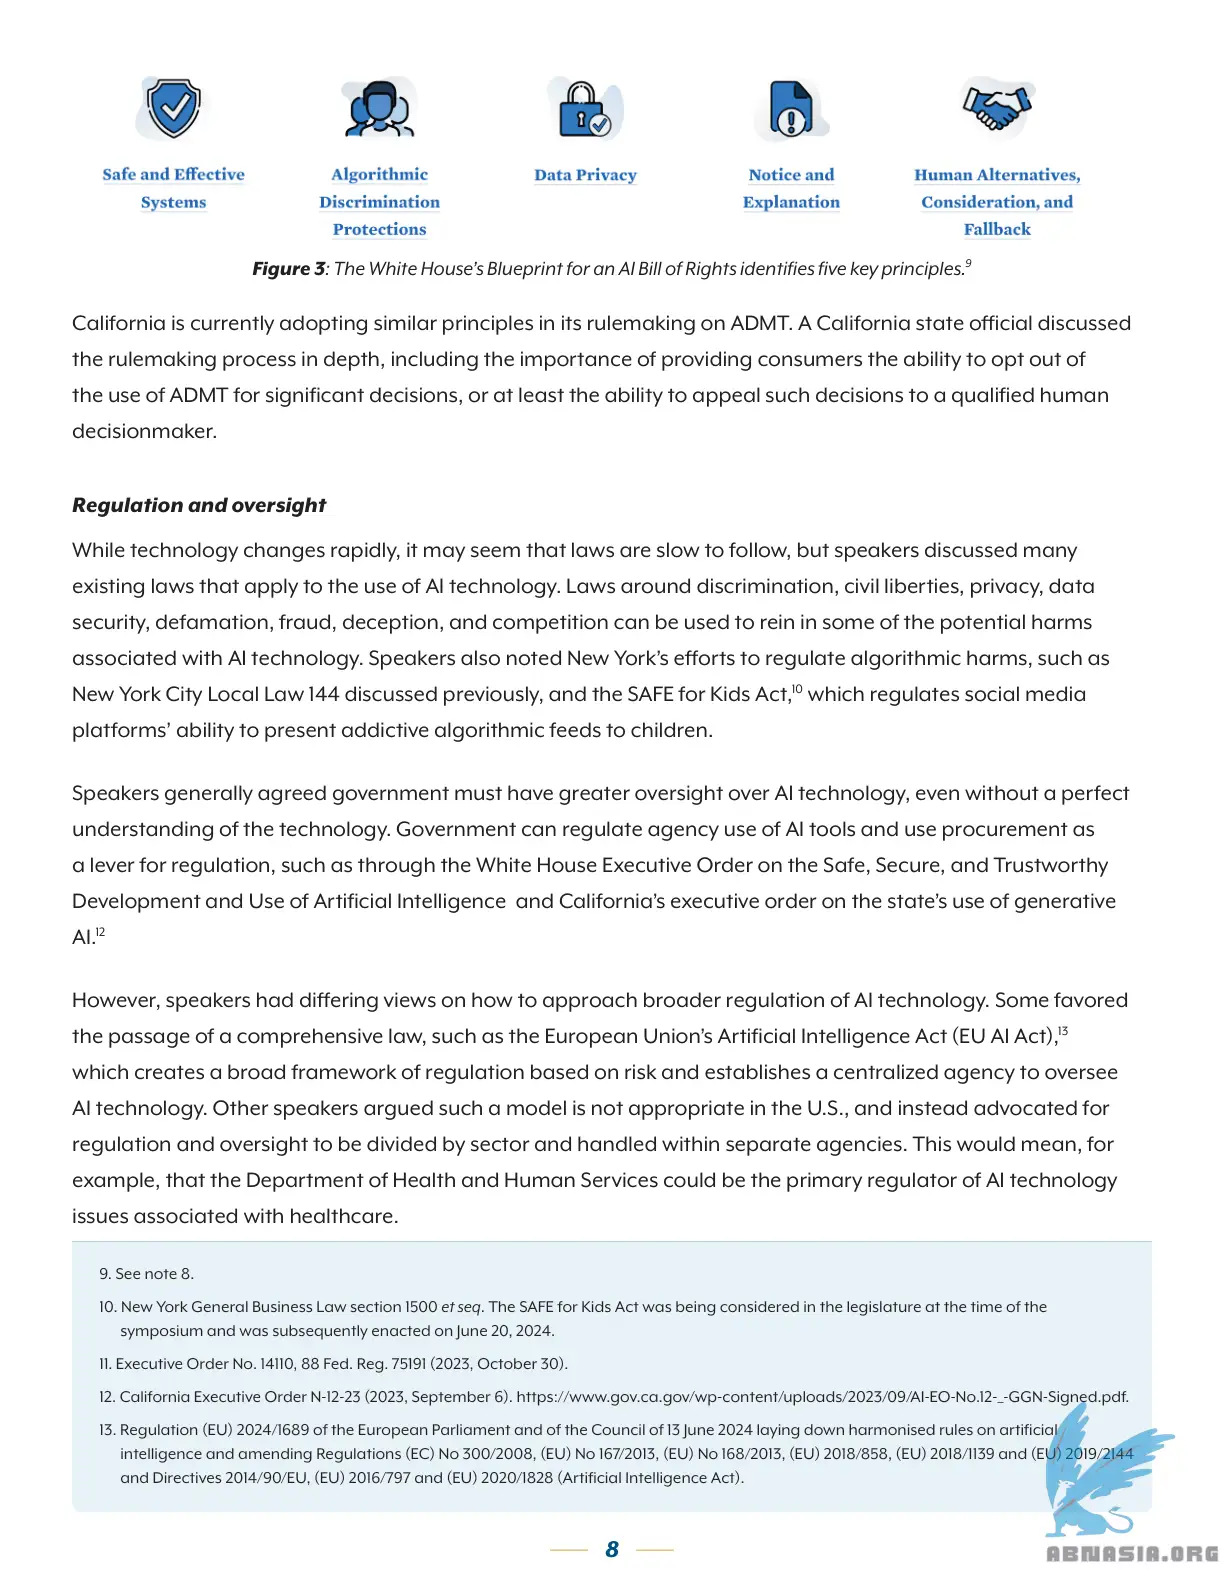 Safe and Effective
Systems
Algorithmic
Discrimination
Protections
Data Privacy
Notice and
Explanation
Human Alternatives,
Consideration, and
Fallback
Figure 3: The White House’s Blueprint for an AI Bill of Rights identifies five key principles.9
California is currently adopting similar principles in its rulemaking on ADMT. A California state official discussed
the rulemaking process in depth, including the importance of providing consumers the ability to opt out of
the use of ADMT for significant decisions, or at least the ability to appeal such decisions to a qualified human
decisionmaker.
Regulation and oversight
While technology changes rapidly, it may seem that laws are slow to follow, but speakers discussed many
existing laws that apply to the use of AI technology. Laws around discrimination, civil liberties, privacy, data
security, defamation, fraud, deception, and competition can be used to rein in some of the potential harms
associated with AI technology. Speakers also noted New York’s efforts to regulate algorithmic harms, such as
New York City Local Law 144 discussed previously, and the SAFE for Kids Act,10 which regulates social media
platforms’ ability to present addictive algorithmic feeds to children.
Speakers generally agreed government must have greater oversight over AI technology, even without a perfect
understanding of the technology. Government can regulate agency use of AI tools and use procurement as
a lever for regulation, such as through the White House Executive Order on the Safe, Secure, and Trustworthy
Development and Use of Artificial Intelligence  and California’s executive order on the state’s use of generative
AI.12
However, speakers had differing views on how to approach broader regulation of AI technology. Some favored
the passage of a comprehensive law, such as the European Union’s Artificial Intelligence Act (EU AI Act),13
which creates a broad framework of regulation based on risk and establishes a centralized agency to oversee
AI technology. Other speakers argued such a model is not appropriate in the U.S., and instead advocated for
regulation and oversight to be divided by sector and handled within separate agencies. This would mean, for
example, that the Department of Health and Human Services could be the primary regulator of AI technology
issues associated with healthcare.
9. See note 8.
10. New York General Business Law section 1500 et seq. The SAFE for Kids Act was being considered in the legislature at the time of the
symposium and was subsequently enacted on June 20, 2024.
11. Executive Order No. 14110, 88 Fed. Reg. 75191 (2023, October 30).
12. California Executive Order N-12-23 (2023, September 6). https://www.gov.ca.gov/wp-content/uploads/2023/09/AI-EO-No.12-_-GGN-Signed.pdf.
13. Regulation (EU) 2024/1689 of the European Parliament and of the Council of 13 June 2024 laying down harmonised rules on artificial
intelligence and amending Regulations (EC) No 300/2008, (EU) No 167/2013, (EU) No 168/2013, (EU) 2018/858, (EU) 2018/1139 and (EU) 2019/2144
and Directives 2014/90/EU, (EU) 2016/797 and (EU) 2020/1828 (Artificial Intelligence Act).
8
ABNASIA.ORG